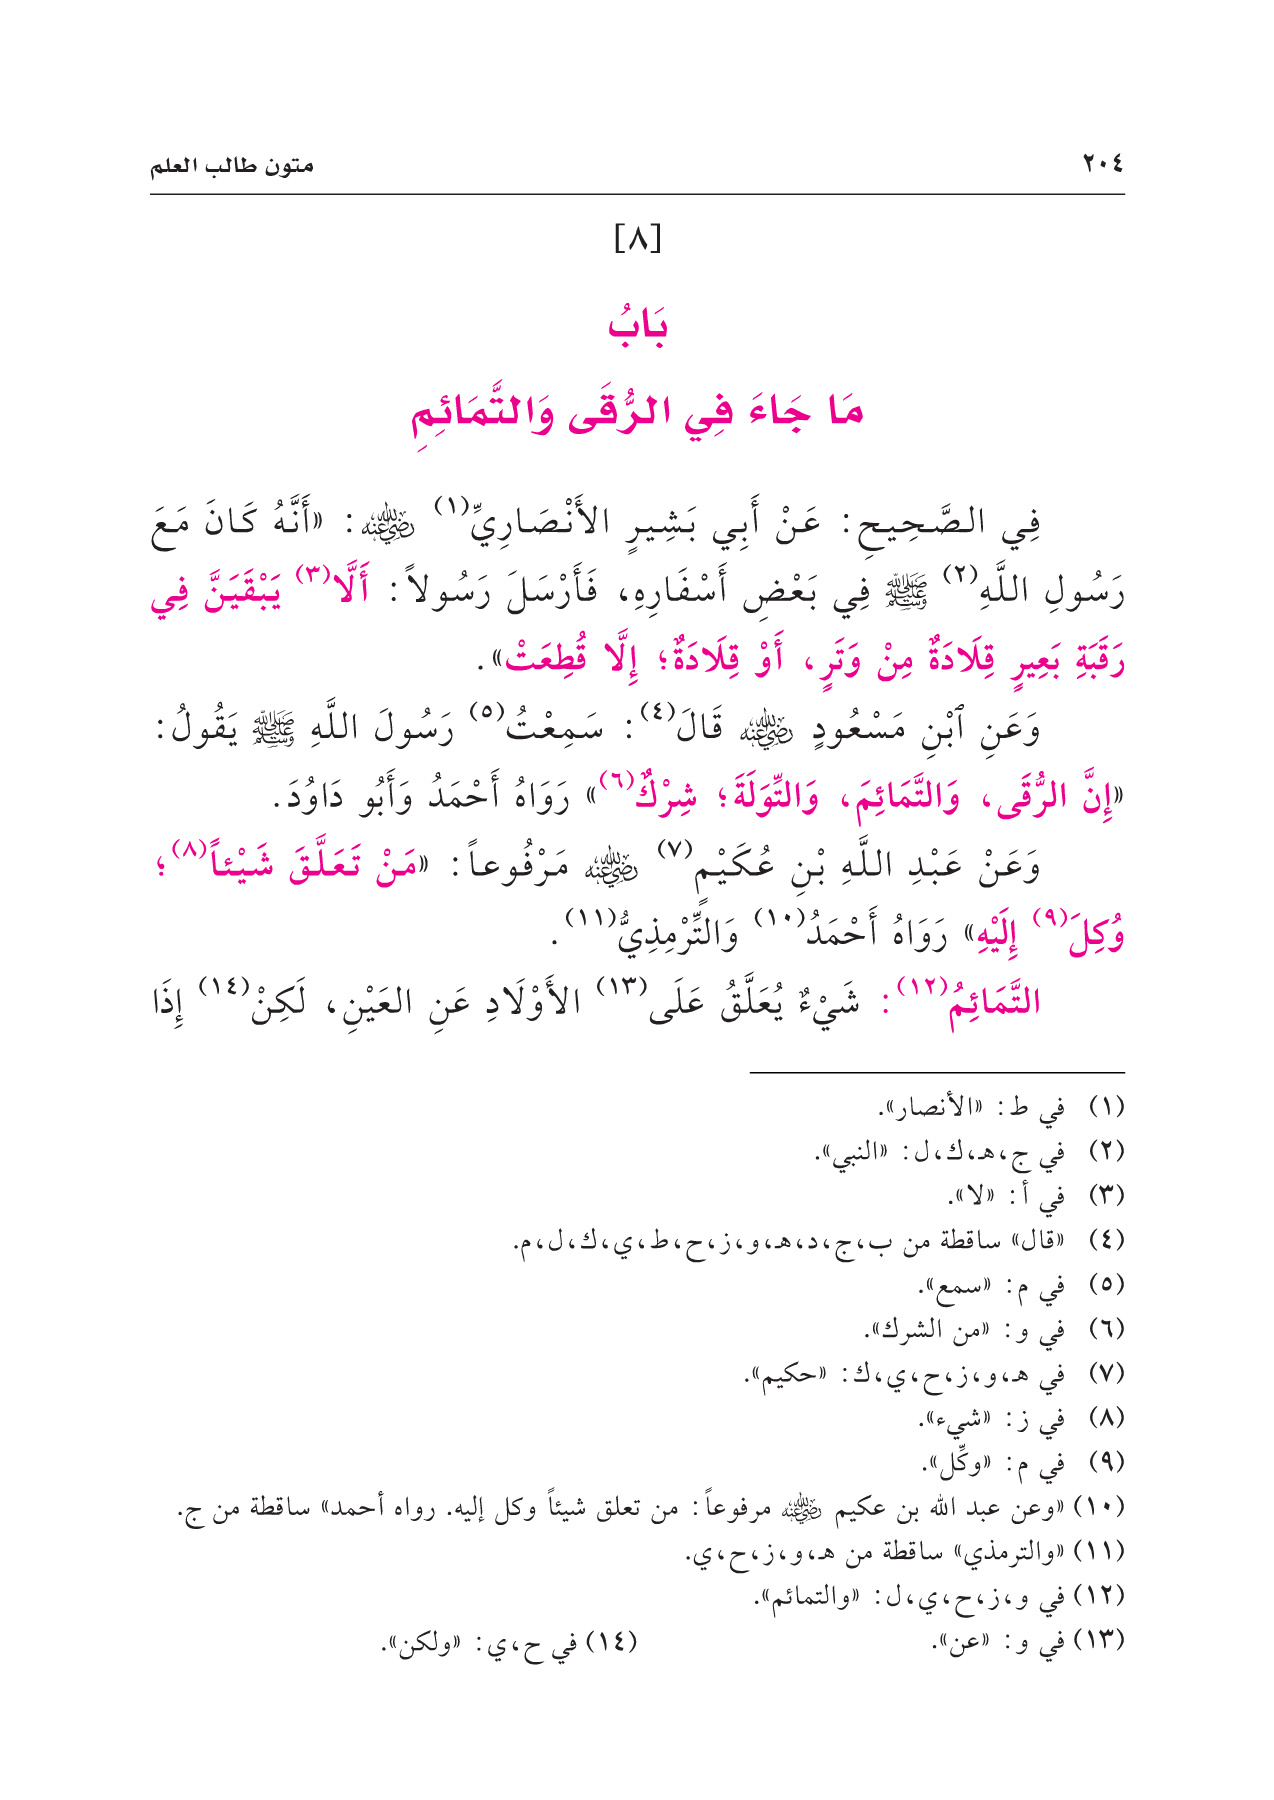 ٢٠٤ متون طالب العلم
[٨]
بَابُ
مَا جَاءَ فِي الرُّقَى وَالتَّمَائِمِ
فِي الصَّحِيحِ: عَنْ أَبِي بَشِيرٍ الأَنْصَارِيِّ(١) رضي الله عنه: «أَنَّهُ كَانَ مَعَ
رَسُولِ اللَّهِ(٢) ﷺ فِي بَعْضِ أَسْفَارِهِ، فَأَرْسَلَ رَسُولاً: أَلَّا(٣) يَبْقَيَنَّ فِي
رَقَبَةِ بَعِيرٍ قِلَادَةٌ مِنْ وَتَرٍ، أَوْ قِلَادَةٌ؛ إِلَّا قُطِعَتْ».
وَعَنِ ٱبْنِ مَسْعُودٍ رضي الله عنه قَالَ(٤): سَمِعْتُ(٥) رَسُولَ اللَّهِ ﷺ يَقُولُ:
«إِنَّ الرُّقَى، وَالتَّمَائِمَ، وَالتِّوَلَةَ؛ شِرْكٌ(٦)» رَوَاهُ أَحْمَدُ وَأَبُو دَاوُدَ.
وَعَنْ عَبْدِ اللَّهِ بْنِ عُكَيْمٍ(٧) رضي الله عنه مَرْفُوعاً: «مَنْ تَعَلَّقَ شَيْئاً(٨)؛
وُكِلَ(٩) إِلَيْهِ» رَوَاهُ أَحْمَدُ(١٠) وَالتِّرْمِذِيُّ(١١).
التَّمَائِمُ(١٢): شَيْءٌ يُعَلَّقُ عَلَى(١٣) الأَوْلَادِ عَنِ العَيْنِ، لَكِنْ(١٤) إِذَا
(١) في ط: «الأنصار».
(٢) في ج،هـ،ك،ل: «النبي».
(٣) في أ: «لا».
(٤) «قال» ساقطة من ب،ج،د،هـ،و،ز،ح،ط،ي،ك،ل،م.
(٥) في م: «سمع».
(٦) في و: «من الشرك».
(٧) في هـ،و،ز،ح،ي،ك: «حكيم».
(٨) في ز: «شيء».
(٩) في م: «وكِّل».
(١٠) «وعن عبد الله بن عكيم رضي الله عنه مرفوعاً: من تعلق شيئاً وكل إليه. رواه أحمد» ساقطة من ج.
(١١) «والترمذي» ساقطة من هـ،و،ز،ح،ي.
(١٢) في و،ز،ح،ي،ل: «والتمائم».
(١٣) في و: «عن». (١٤) في ح،ي: «ولكن».